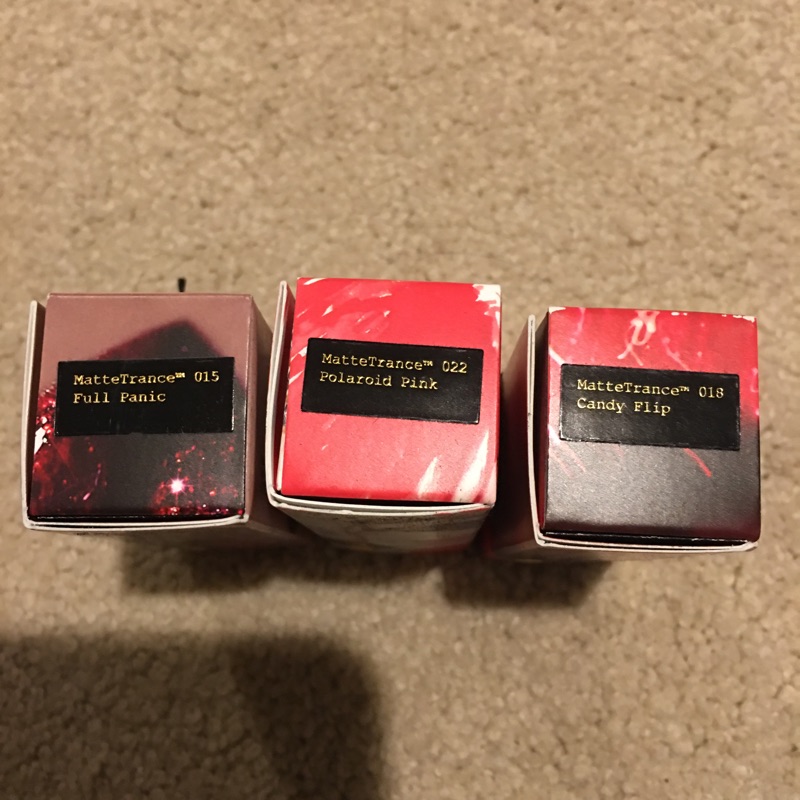 MatteTrance™ 015
Full Panic
MatteTrance™ 022
Polaroid Pink
MatteTrance™ 018
Candy Flip